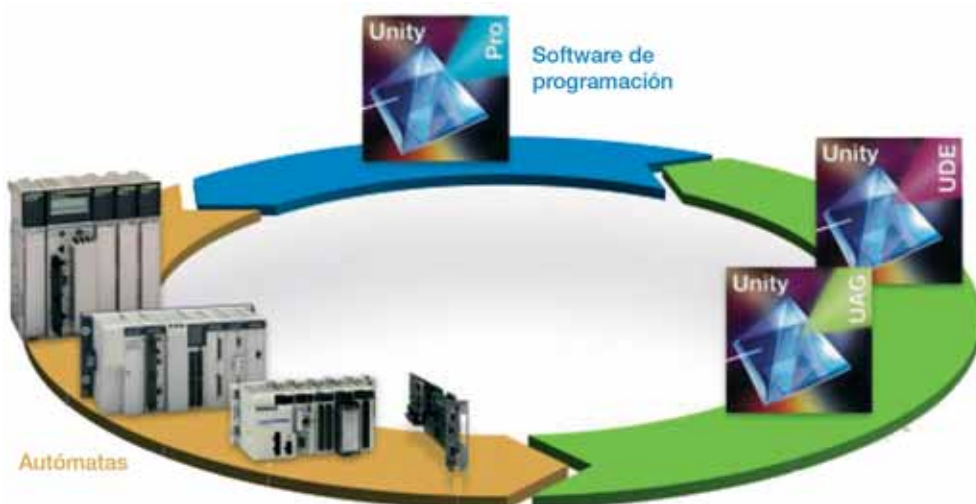 Unity
Pro
Software de
programación
Unity
UDE
Unity
UAG
Autómatas